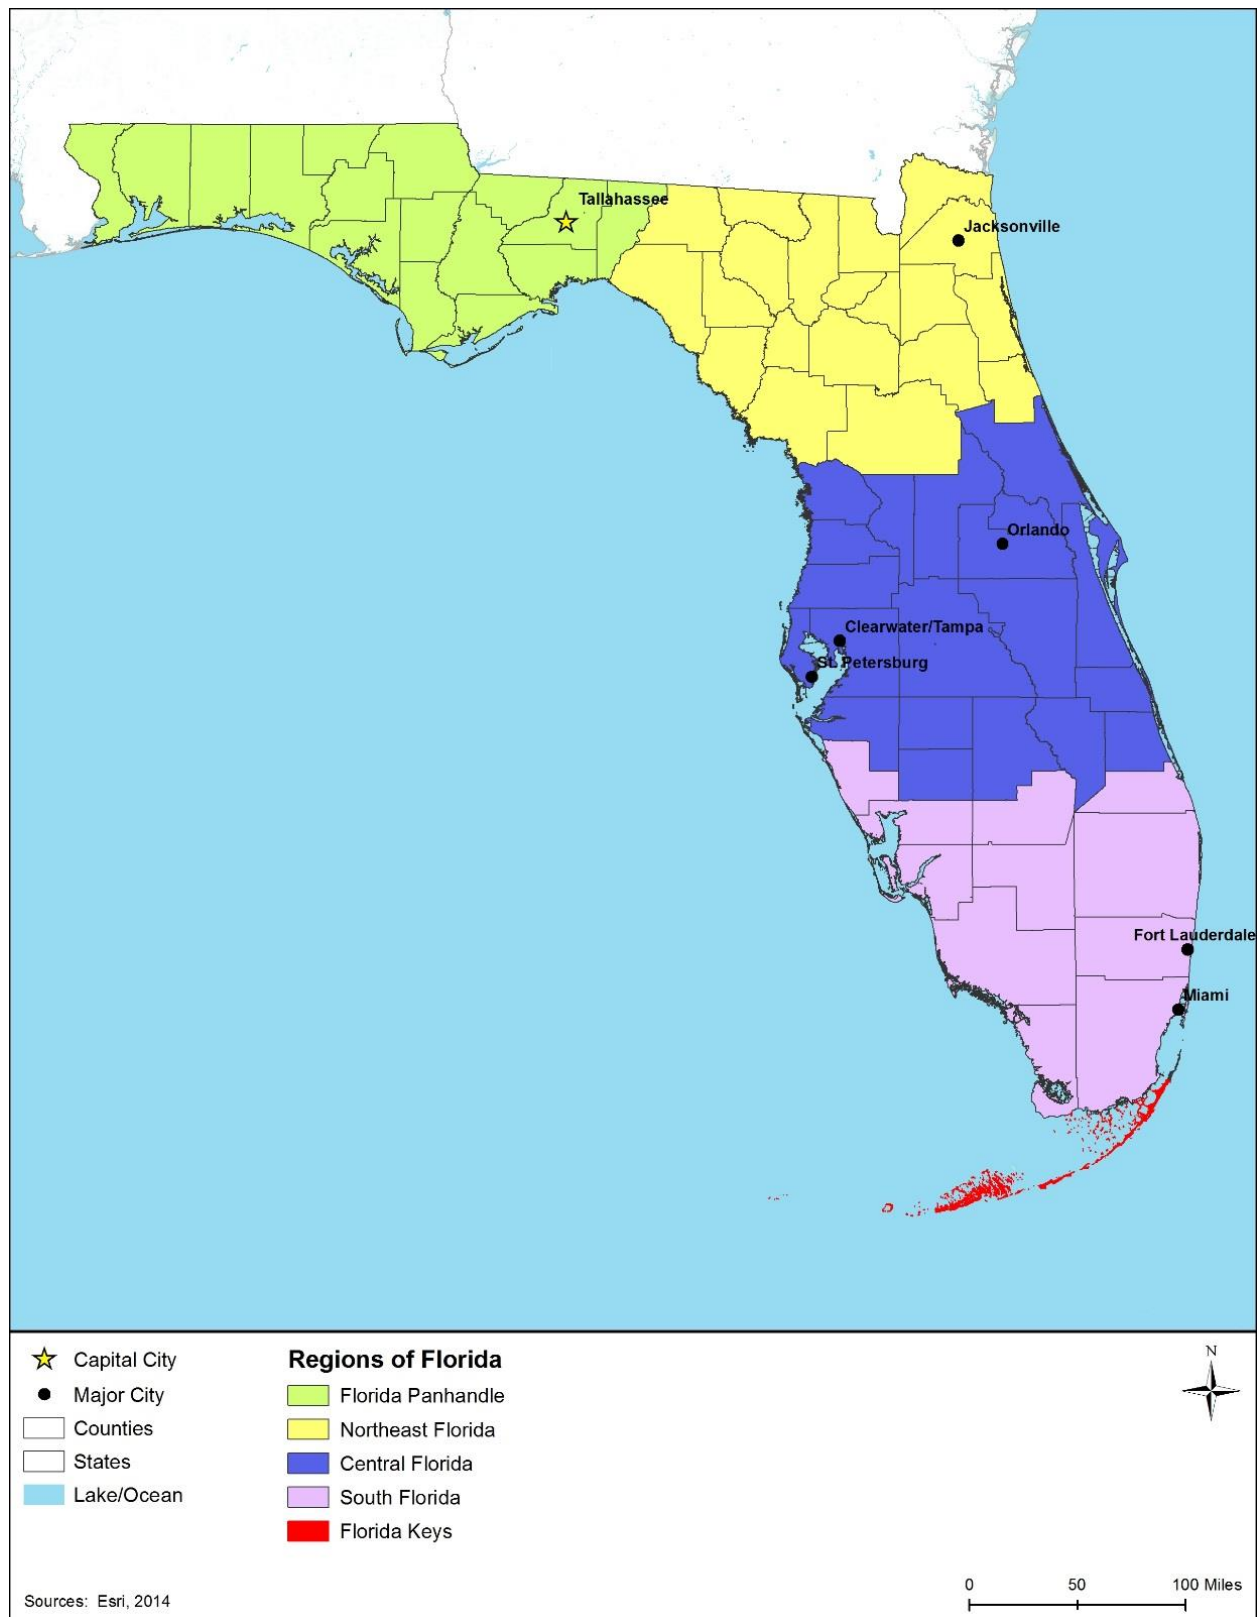 Tallahassee
Jacksonville
Orlando
Clearwater/Tampa
St. Petersburg
Fort Lauderdale
Miami
Capital City
Major City
Counties
States
Lake/Ocean
Regions of Florida
Florida Panhandle
Northeast Florida
Central Florida
South Florida
Florida Keys
N
Sources: Esri, 2014
0 50 100 Miles